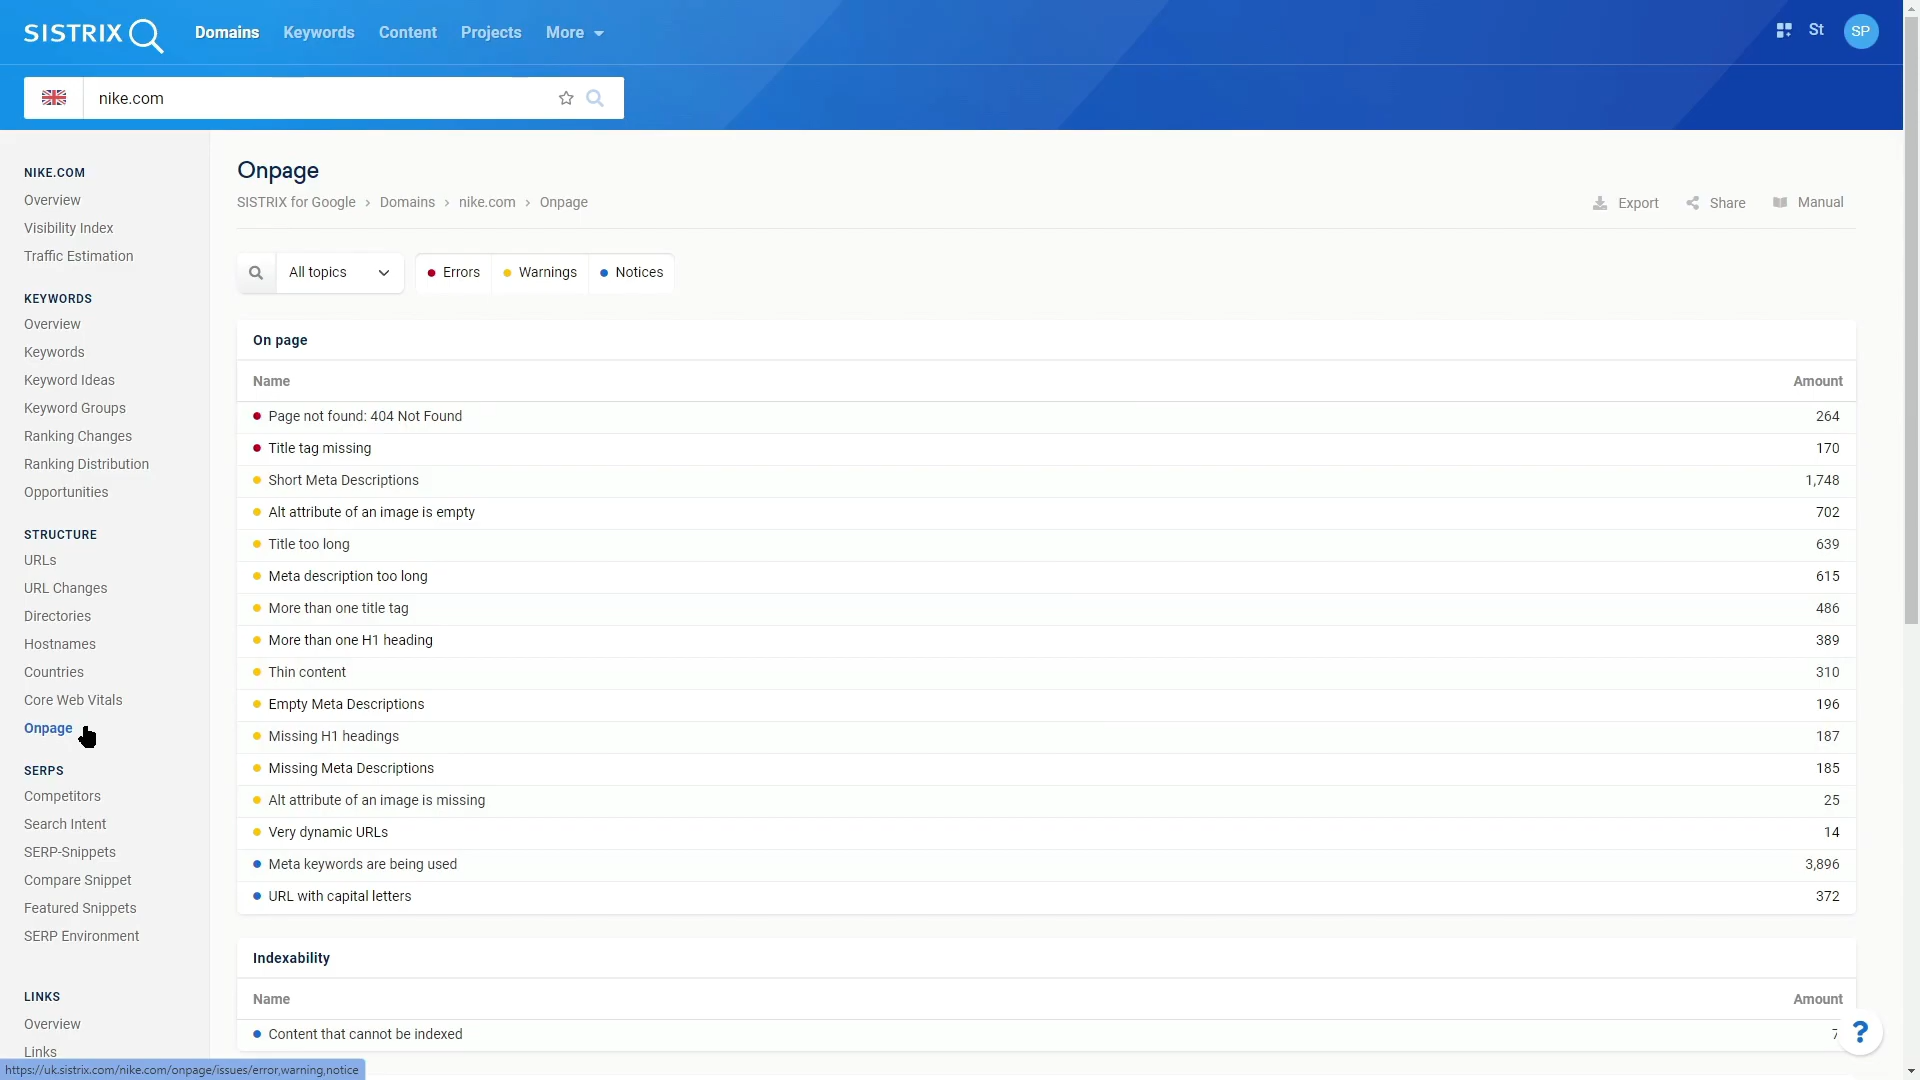 SISTRIX
Domains
Keywords
Content
Projects
More
St
SP
nike.com
NIKE.COM
Overview
Visibility Index
Traffic Estimation
KEYWORDS
Overview
Keywords
Keyword Ideas
Keyword Groups
Ranking Changes
Ranking Distribution
Opportunities
STRUCTURE
URLs
URL Changes
Directories
Hostnames
Countries
Core Web Vitals
Onpage
SERPS
Competitors
Search Intent
SERP-Snippets
Compare Snippet
Featured Snippets
SERP Environment
LINKS
Overview
Links
Onpage
SISTRIX for Google › Domains › nike.com › Onpage
Export
Share
Manual
All topics
Errors
Warnings
Notices
On page
Name Amount
Page not found: 404 Not Found 264
Title tag missing 170
Short Meta Descriptions 1,748
Alt attribute of an image is empty 702
Title too long 639
Meta description too long 615
More than one title tag 486
More than one H1 heading 389
Thin content 310
Empty Meta Descriptions 196
Missing H1 headings 187
Missing Meta Descriptions 185
Alt attribute of an image is missing 25
Very dynamic URLs 14
Meta keywords are being used 3,896
URL with capital letters 372
Indexability
Name Amount
Content that cannot be indexed
?
https://uk.sistrix.com/nike.com/onpage/issues/error,warning,notice